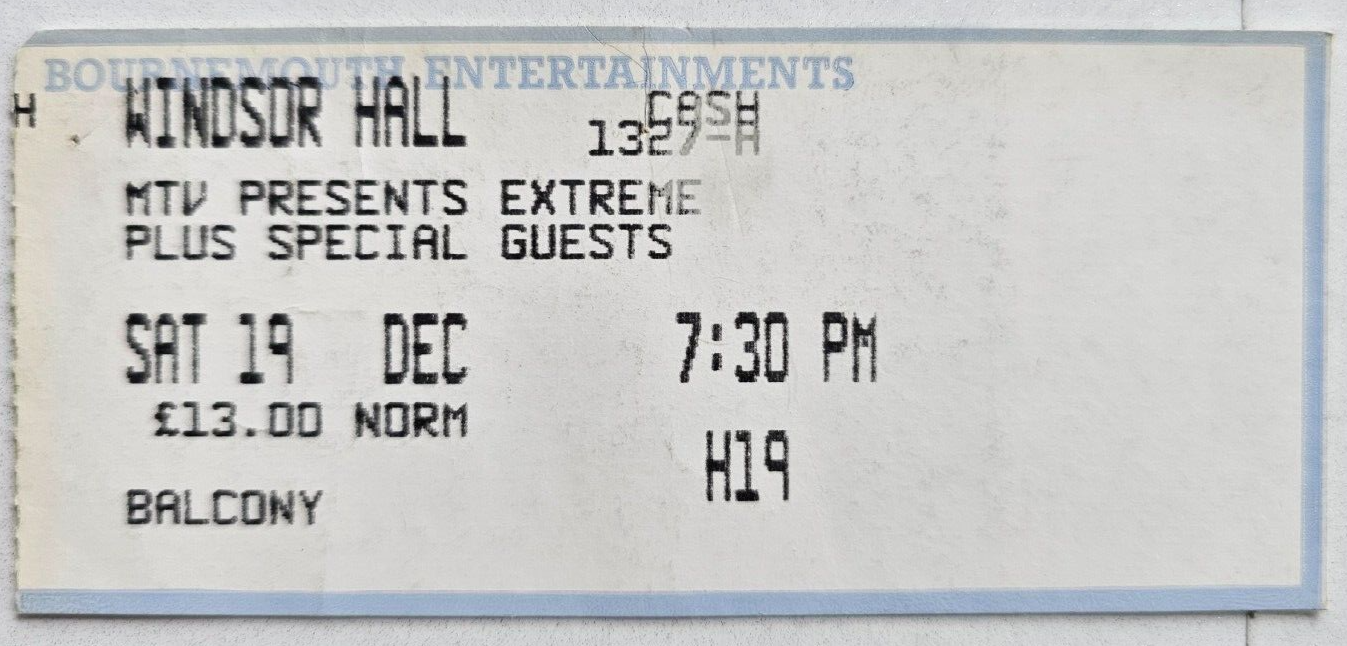 BOURNEMOUTH ENTERTAINMENTS
H WINDSOR HALL CASH
1327-H
MTV PRESENTS EXTREME
PLUS SPECIAL GUESTS
SAT 19 DEC 7:30 PM
£13.00 NORM
H19
BALCONY